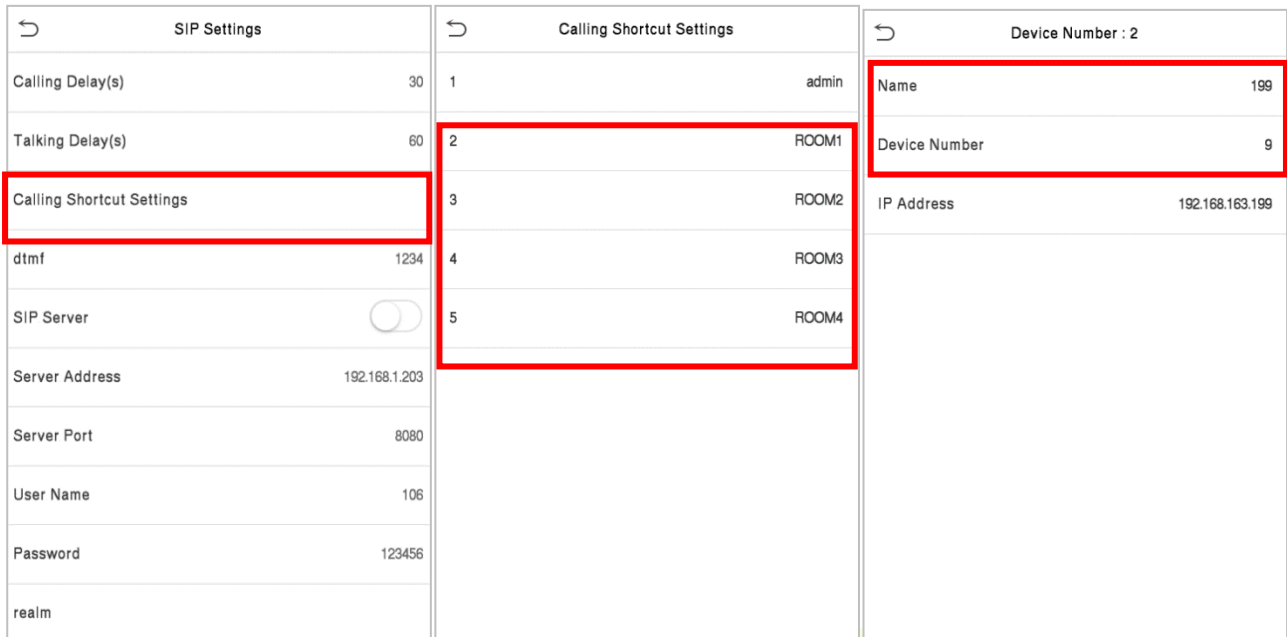 SIP Settings
Calling Delay(s) 30
Talking Delay(s) 60
Calling Shortcut Settings
dtmf 1234
SIP Server
Server Address 192.168.1.203
Server Port 8080
User Name 106
Password 123456
realm
Calling Shortcut Settings
1 admin
2 ROOM1
3 ROOM2
4 ROOM3
5 ROOM4
Device Number : 2
Name 199
Device Number 9
IP Address 192.168.163.199